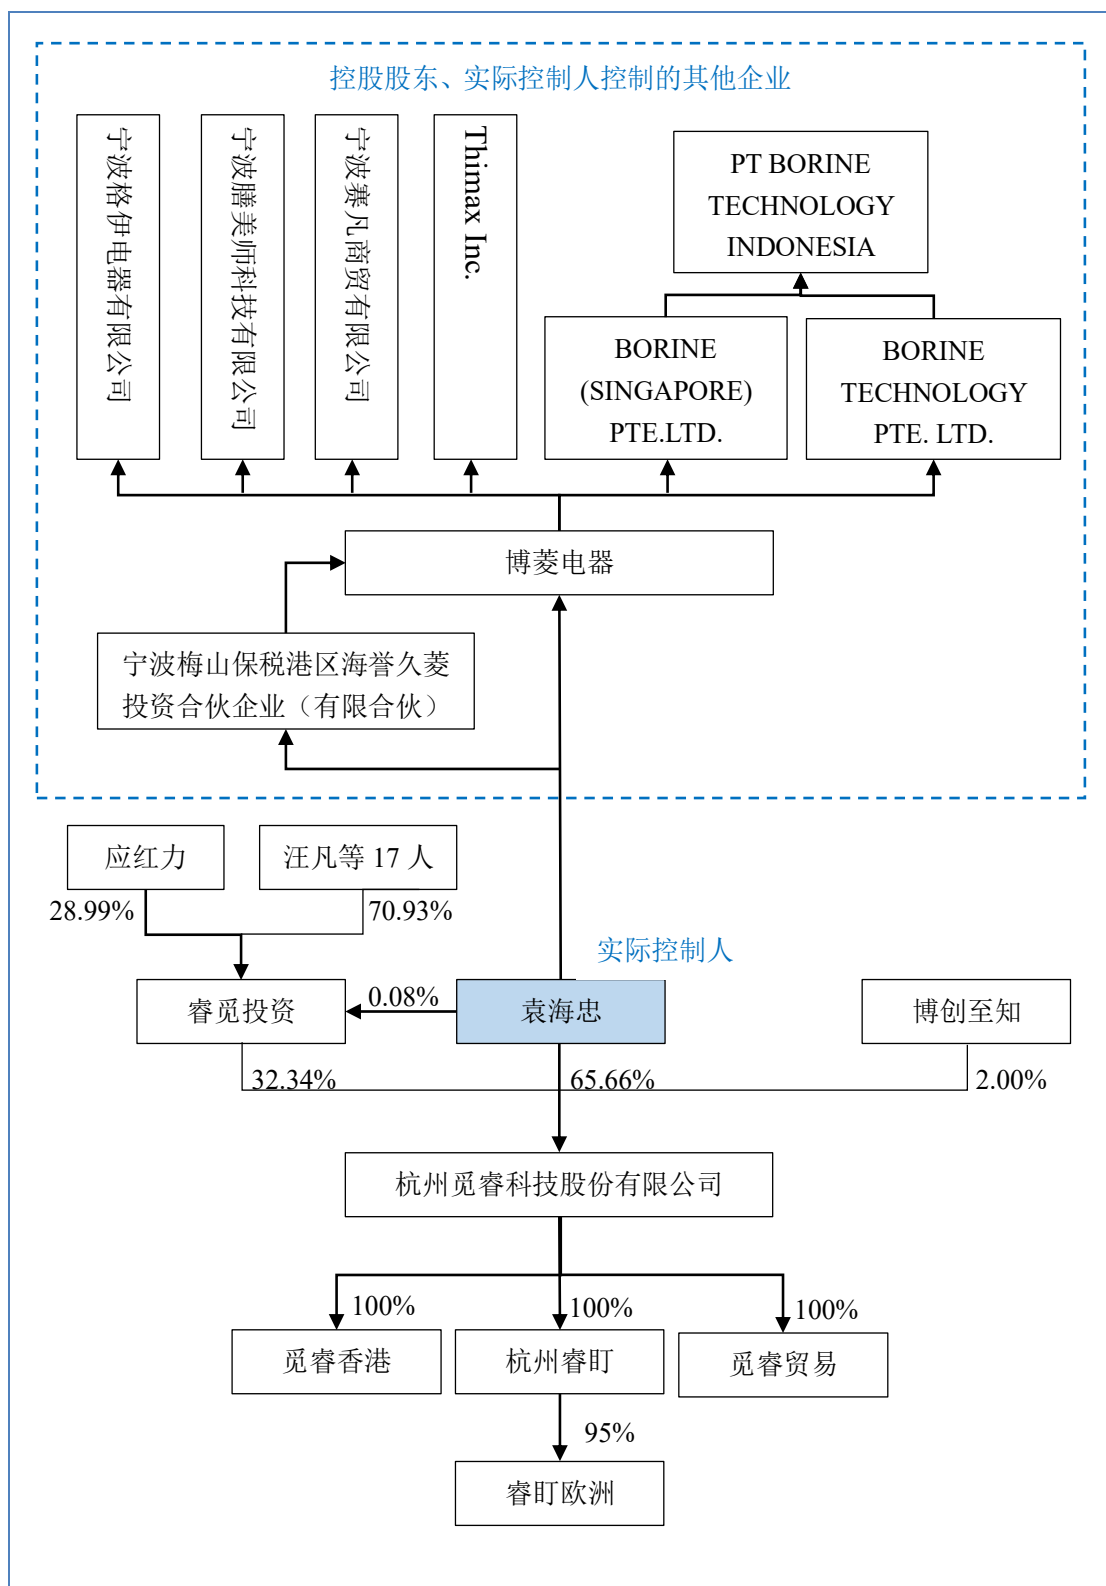 控股股东、实际控制人控制的其他企业
宁波格伊电器有限公司
宁波膳美师科技有限公司
宁波赛凡商贸有限公司
Thimax Inc.
PT BORINE
TECHNOLOGY
INDONESIA
BORINE
(SINGAPORE)
PTE.LTD.
BORINE
TECHNOLOGY
PTE. LTD.
博菱电器
宁波梅山保税港区海誉久菱
投资合伙企业（有限合伙）
应红力
汪凡等 17 人
28.99%
70.93%
实际控制人
睿觅投资
0.08%
袁海忠
博创至知
32.34%
65.66%
2.00%
杭州觅睿科技股份有限公司
100%
100%
100%
觅睿香港
杭州睿盯
觅睿贸易
95%
睿盯欧洲